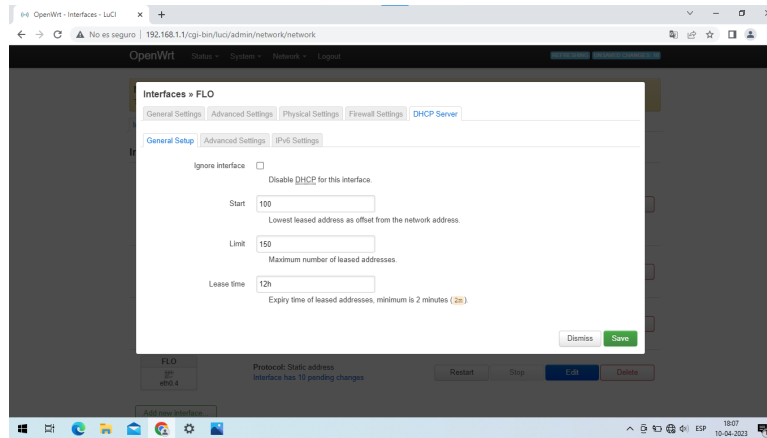 OpenWrt - Interfaces - LuCI
No es seguro
192.168.1.1/cgi-bin/luci/admin/network/network
OpenWrt Status System Network Logout
Interfaces » FLO
General Settings Advanced Settings Physical Settings Firewall Settings DHCP Server
General Setup Advanced Settings IPv6 Settings
Ignore interface
Disable DHCP for this interface.
Start 100
Lowest leased address as offset from the network address.
Limit 150
Maximum number of leased addresses.
Lease time 12h
Expiry time of leased addresses, minimum is 2 minutes (2m).
Dismiss Save
FLO
eth0.4
Protocol: Static address
Interface has 10 pending changes
Restart Stop Edit Delete
Add new interface...
ESP
18:07
10-04-2023